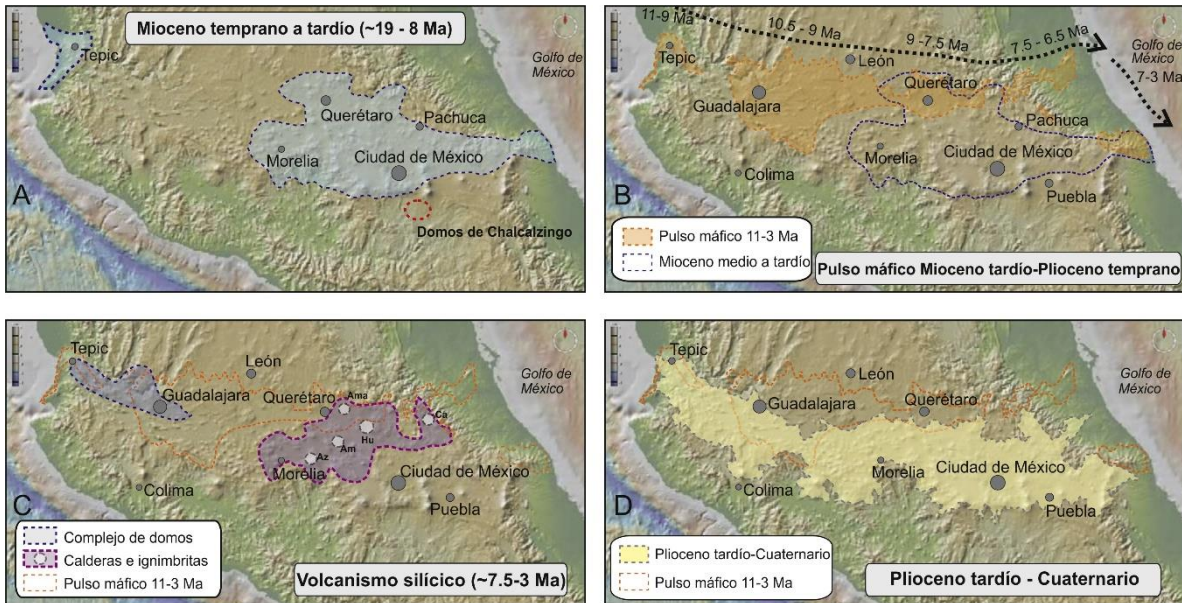 Mioceno temprano a tardío (~19 - 8 Ma)
Tepic
Golfo de
México
Querétaro
Pachuca
Morelia
Ciudad de México
Domos de Chalcalzingo
A
11-9 Ma
10.5 - 9 Ma
9 -7.5 Ma
7.5 - 6.5 Ma
Golfo de
México
7-3 Ma
Tepic
León
Guadalajara
Querétaro
Pachuca
Morelia
Ciudad de México
Colima
Puebla
B
Pulso máfico 11-3 Ma
Mioceno medio a tardío
Pulso máfico Mioceno tardío-Plioceno temprano
Tepic
León
Golfo de
México
Guadalajara
Querétaro
Ama
Ca
Hu
Am
Az
Morelia
Ciudad de México
Colima
Puebla
C
Complejo de domos
Calderas e ignimbritas
Pulso máfico 11-3 Ma
Volcanismo silícico (~7.5-3 Ma)
Tepic
León
Golfo de
México
Guadalajara
Querétaro
Morelia
Ciudad de México
Colima
Puebla
D
Plioceno tardío-Cuaternario
Pulso máfico 11-3 Ma
Plioceno tardío - Cuaternario